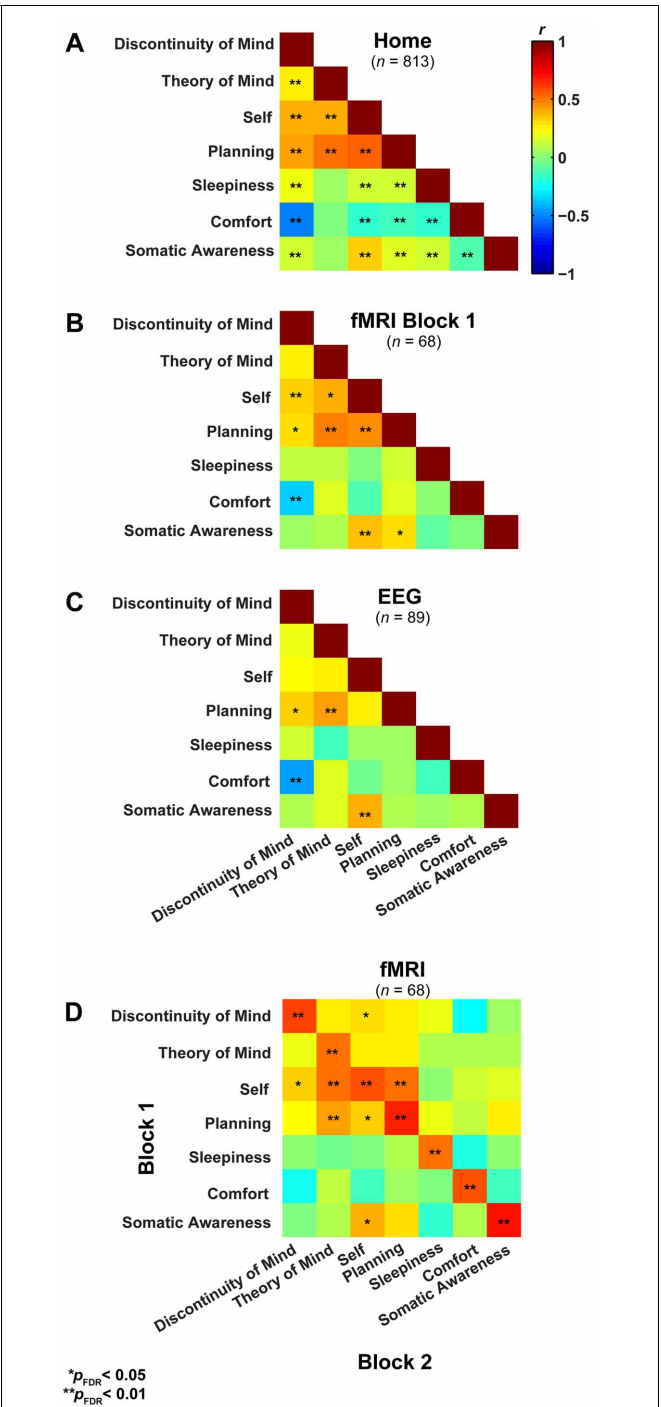 A
Home
(n = 813)
r
1
0.5
0
−0.5
−1
Discontinuity of Mind
Theory of Mind
**
Self
** **
Planning
** ** **
Sleepiness
** ** **
Comfort
** ** ** **
Somatic Awareness
** ** ** ** **
B
fMRI Block 1
(n = 68)
Discontinuity of Mind
Theory of Mind
Self
** *
Planning
* ** **
Sleepiness
Comfort
**
Somatic Awareness
** *
C
EEG
(n = 89)
Discontinuity of Mind
Theory of Mind
Self
Planning
* **
Sleepiness
Comfort
**
Somatic Awareness
**
Discontinuity of Mind
Theory of Mind
Self
Planning
Sleepiness
Comfort
Somatic Awareness
D
fMRI
(n = 68)
Block 1
Discontinuity of Mind
** *
Theory of Mind
**
Self
* ** ** **
Planning
** * **
Sleepiness
**
Comfort
**
Somatic Awareness
* **
Discontinuity of Mind
Theory of Mind
Self
Planning
Sleepiness
Comfort
Somatic Awareness
Block 2
*pFDR< 0.05
**pFDR< 0.01